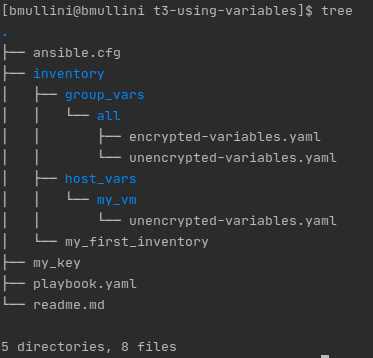 [bmullini@bmullini t3-using-variables]$ tree
.
├── ansible.cfg
├── inventory
│   ├── group_vars
│   │   └── all
│   │       ├── encrypted-variables.yaml
│   │       └── unencrypted-variables.yaml
│   ├── host_vars
│   │   └── my_vm
│   │       └── unencrypted-variables.yaml
│   └── my_first_inventory
├── my_key
├── playbook.yaml
└── readme.md

5 directories, 8 files